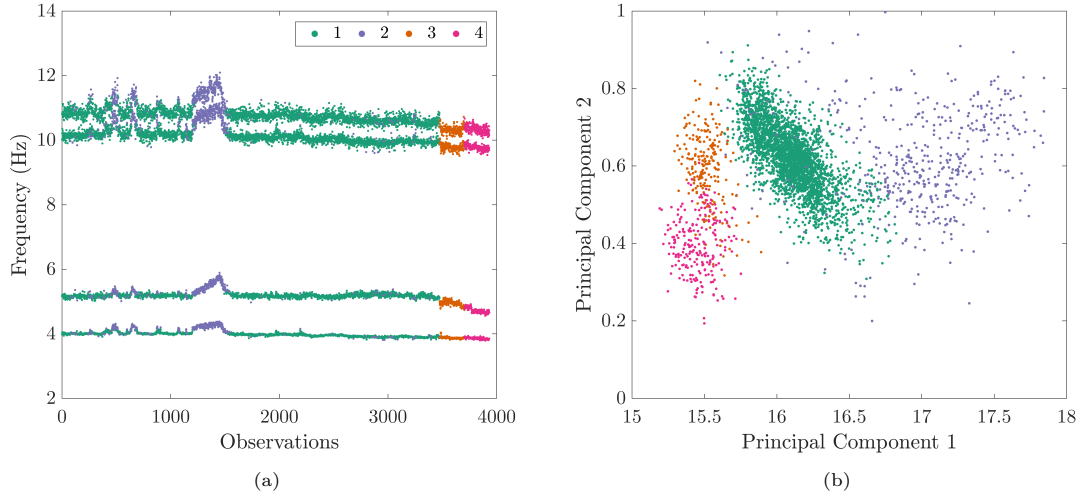 14
12
10
8
6
4
2
Frequency (Hz)
1 2 3 4
0 1000 2000 3000 4000
Observations
(a)
1
0.8
0.6
0.4
0.2
0
Principal Component 2
15 15.5 16 16.5 17 17.5 18
Principal Component 1
(b)